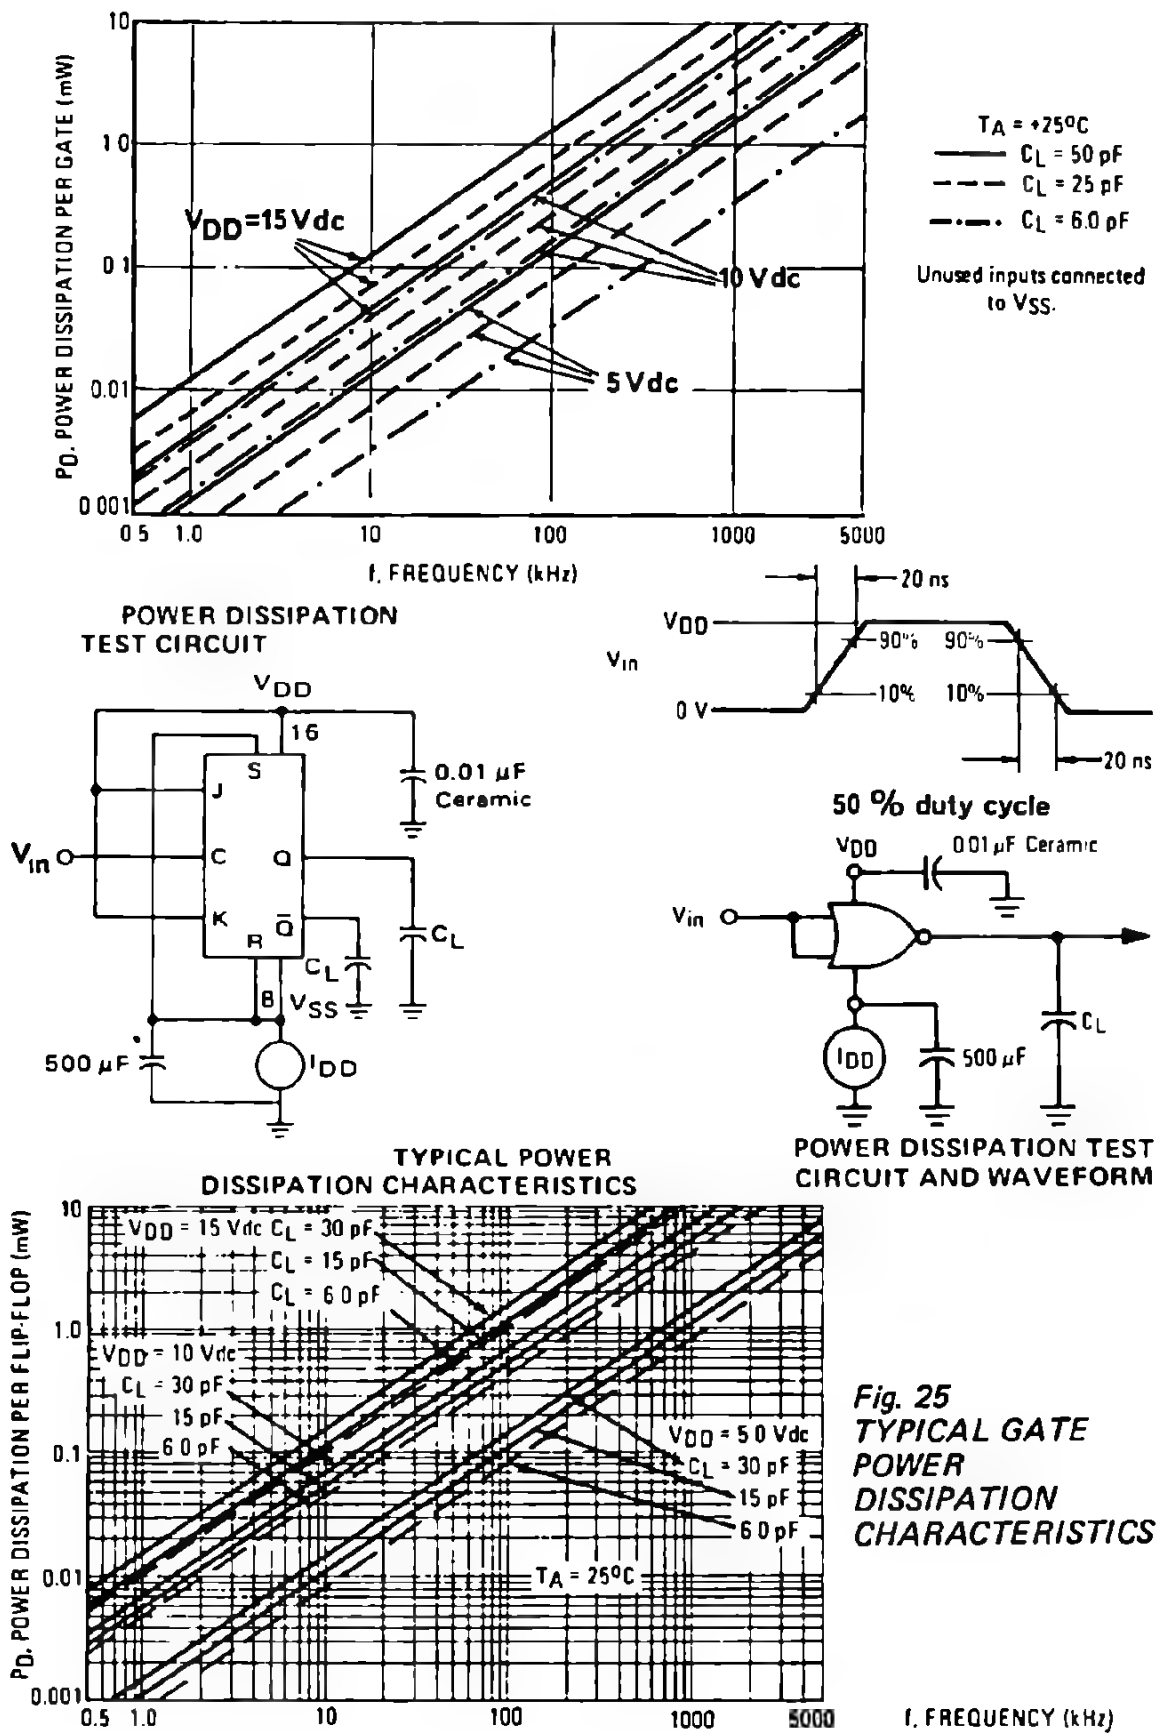 10
1 0
0 1
0.01
0 001
P_D, POWER DISSIPATION PER GATE (mW)
V_DD=15 Vdc
10 Vdc
5 Vdc
0 5 1.0 10 100 1000 5000
f, FREQUENCY (kHz)
T_A = +25ºC
C_L = 50 pF
C_L = 25 pF
C_L = 6.0 pF
Unused inputs connected
to V_SS.
POWER DISSIPATION
TEST CIRCUIT
V_DD
16
S
J
C
K
R
Q
Q̅
V_in
0.01 µF
Ceramic
C_L
C_L
8
V_SS
500 µF
I_DD
20 ns
V_DD
V_in
90% 90%
10% 10%
0 V
20 ns
50 % duty cycle
V_DD
0 01 µF Ceramic
V_in
C_L
I_DD
500 µF
POWER DISSIPATION TEST
CIRCUIT AND WAVEFORM
TYPICAL POWER
DISSIPATION CHARACTERISTICS
10
1.0
0.1
0.01
0.001
P_D, POWER DISSIPATION PER FLIP-FLOP (mW)
V_DD = 15 Vdc C_L = 30 pF
C_L = 15 pF
C_L = 6 0 pF
V_DD = 10 Vdc
C_L = 30 pF
15 pF
6 0 pF
V_DD = 5 0 Vdc
C_L = 30 pF
15 pF
6 0 pF
T_A = 25ºC
0.5 1.0 10 100 1000 5000
f, FREQUENCY (kHz)
Fig. 25
TYPICAL GATE
POWER
DISSIPATION
CHARACTERISTICS